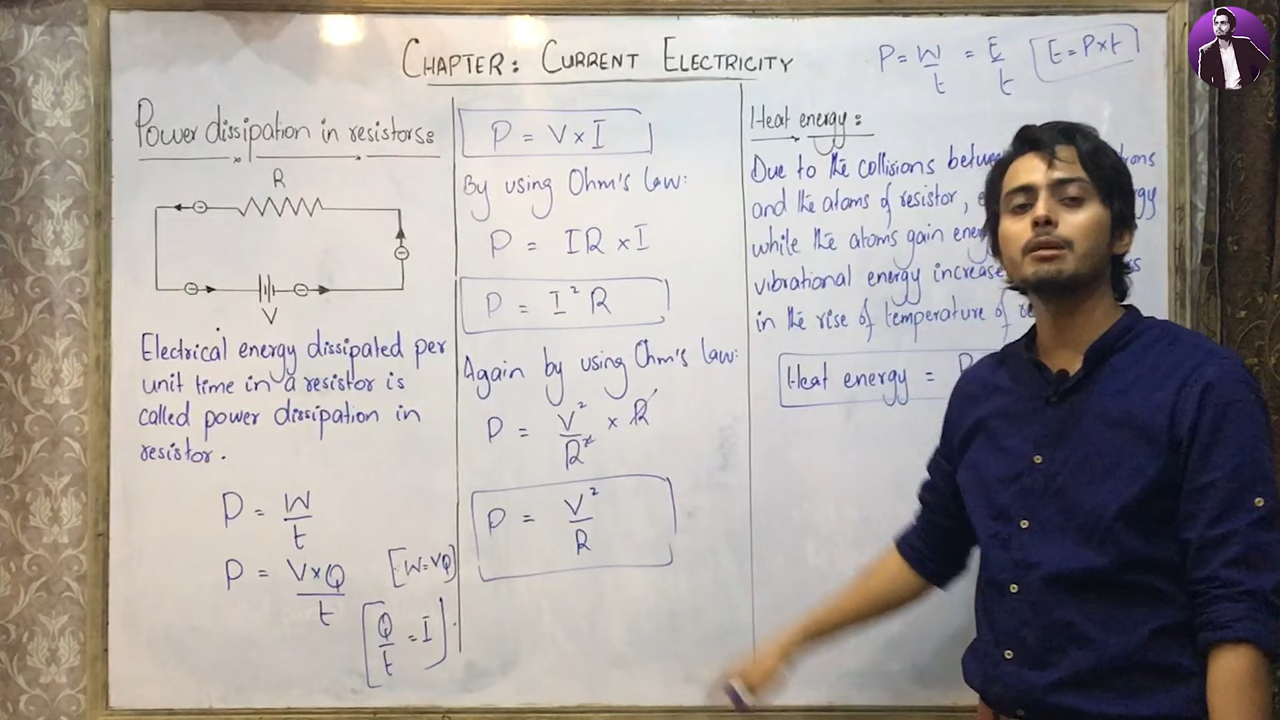 CHAPTER: CURRENT ELECTRICITY
P = W/t = E/t [E = P×t]
Power dissipation in resistors:
R
V
Electrical energy dissipated per
unit time in a resistor is
called power dissipation in
resistor.
P = W/t
P = V×Q/t [W=VQ]
[Q/t = I]
P = V × I
By using Ohm's law:
P = IR × I
P = I²R
Again by using Ohm's law:
P = V²/R² × R
P = V²/R
Heat energy:
Due to the collisions
and the atoms of resistor,
while the atoms gain
vibrational energy
in the rise of temperature of
Heat energy =